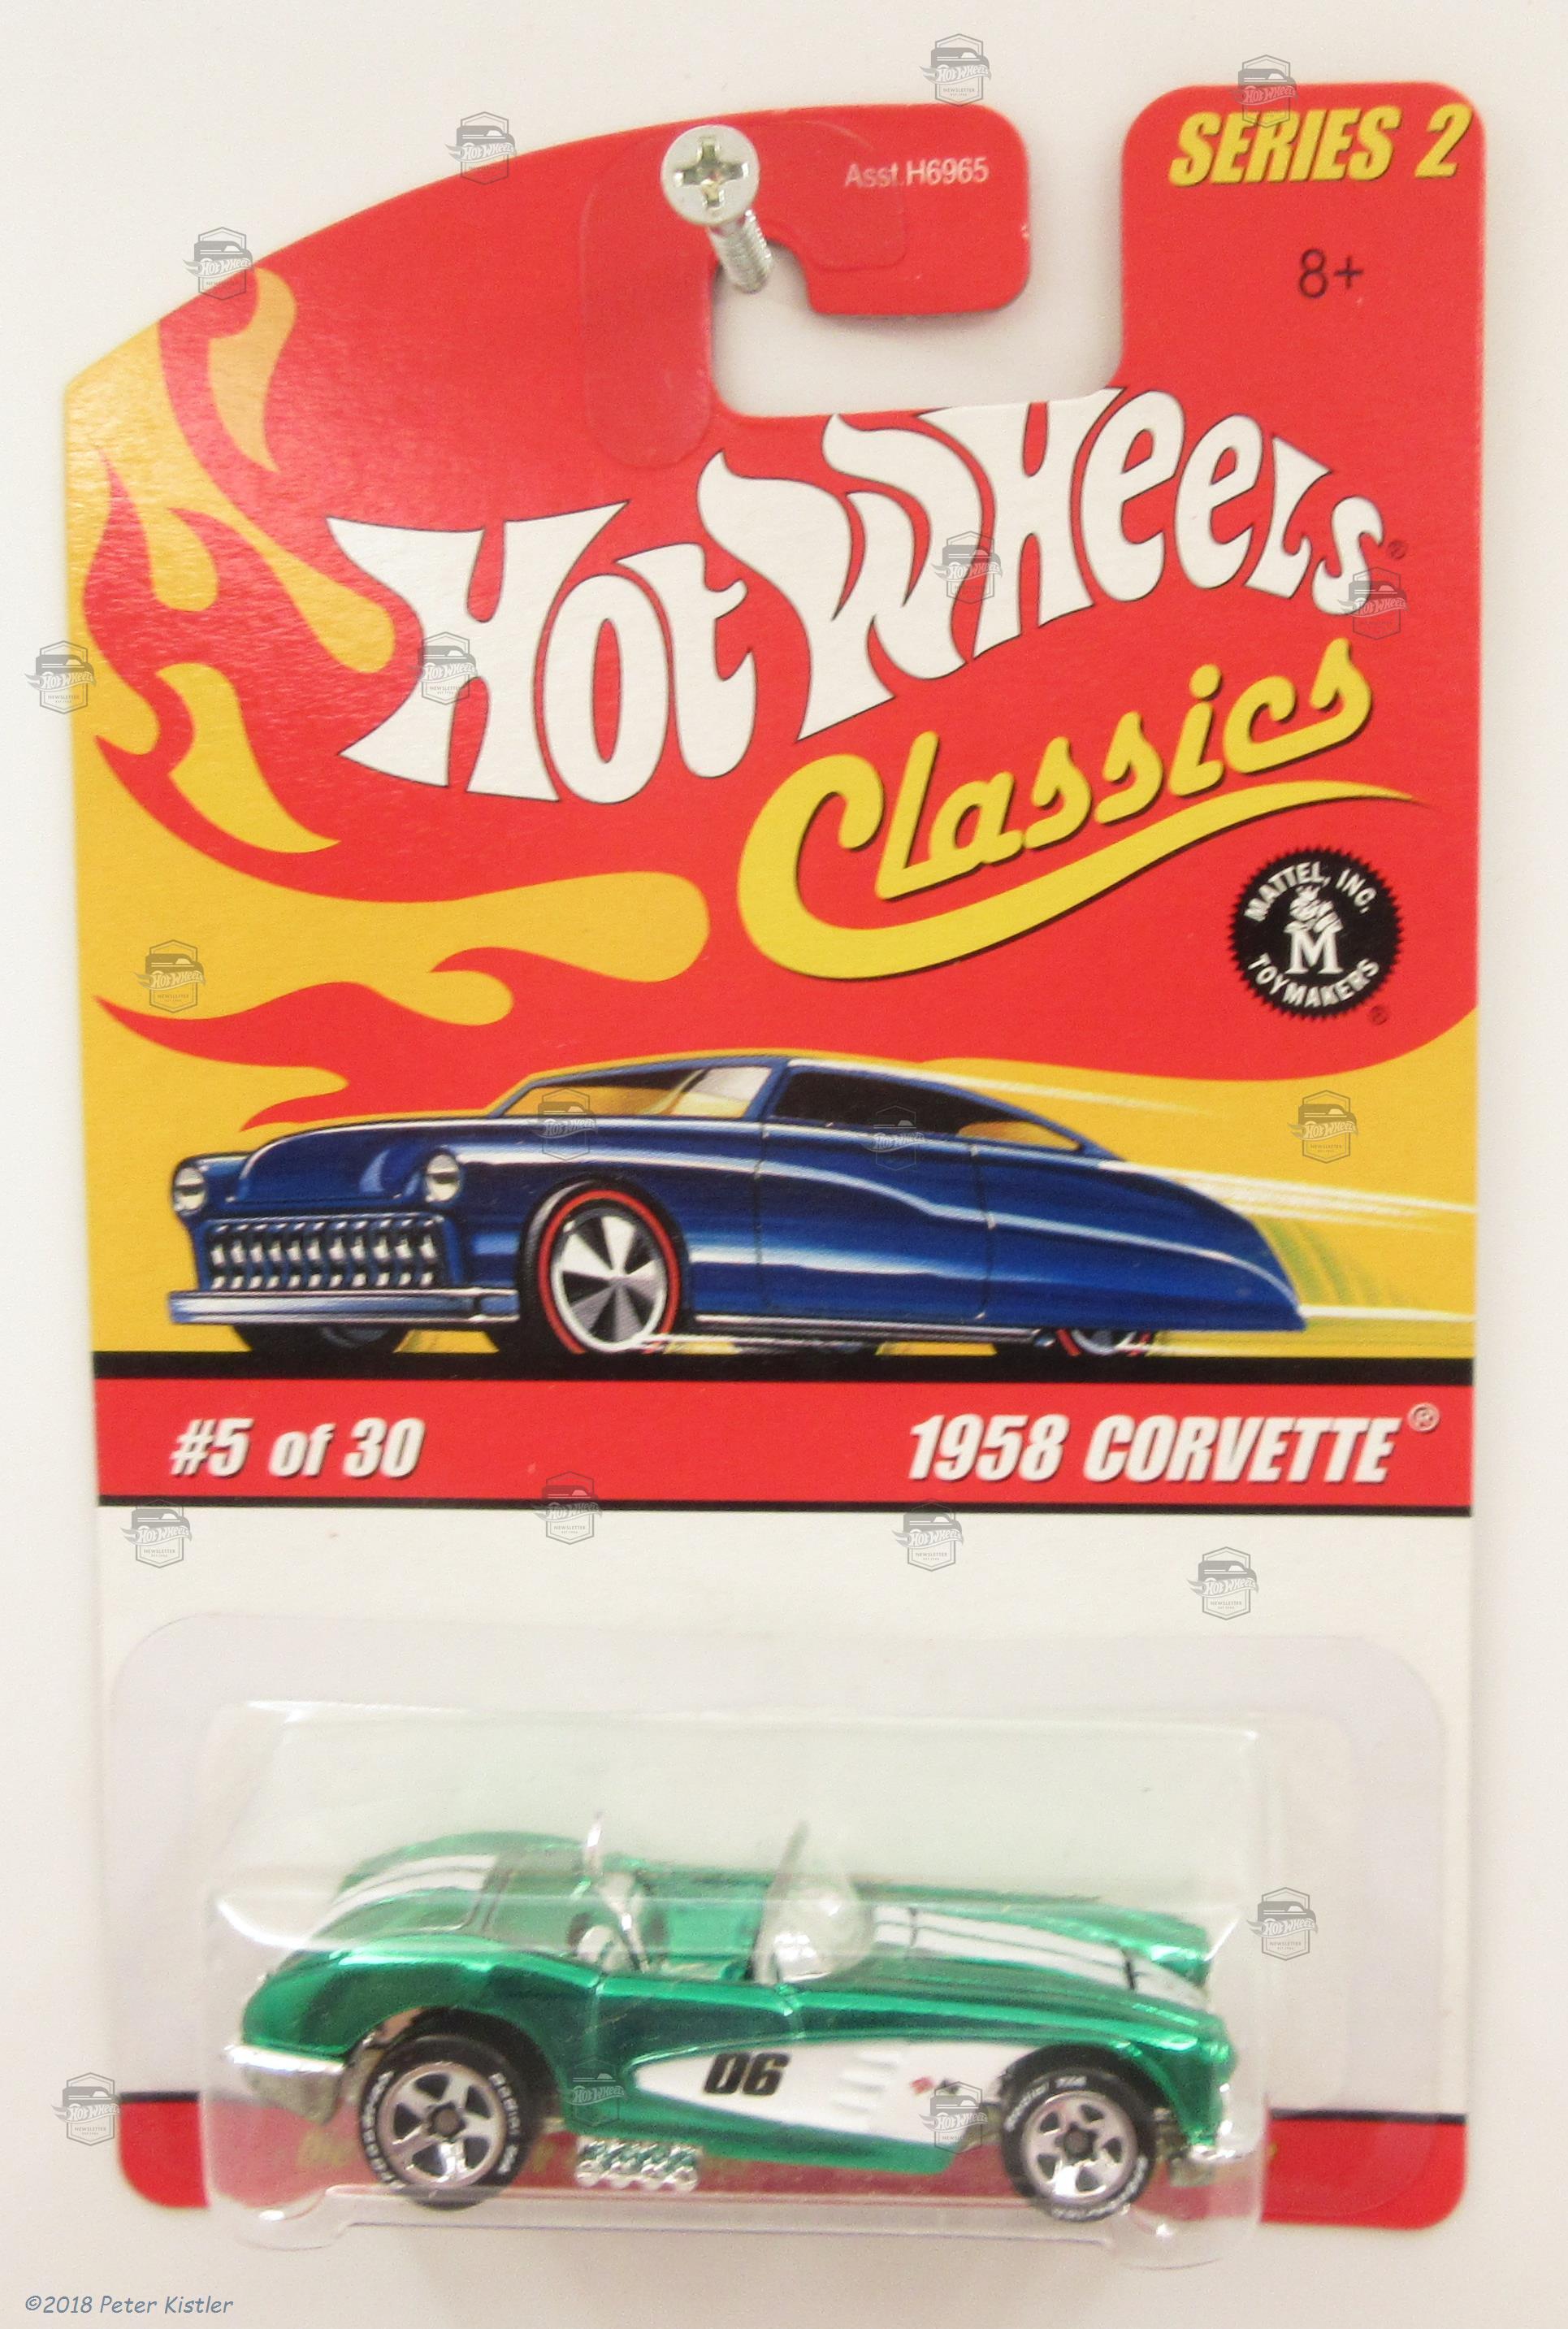 SERIES 2
Asst.H6965
8+
Hot Wheels®
Classics
MATTEL, INC.
M
TOYMAKERS
®
#5 of 30
1958 CORVETTE®
06
©2018 Peter Kistler